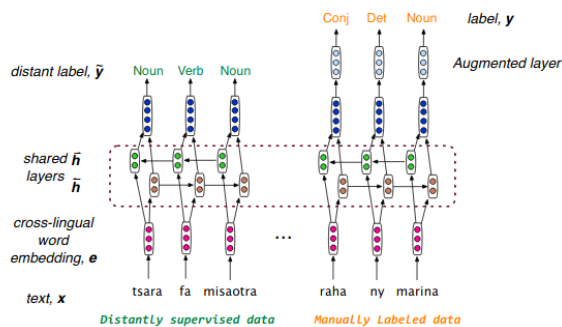 Conj Det Noun label, y
Augmented layer
distant label, ỹ Noun Verb Noun
shared h⃗
layers h⃖
cross-lingual
word
embedding, e
...
text, x tsara fa misaotra raha ny marina
Distantly supervised data Manually Labeled data